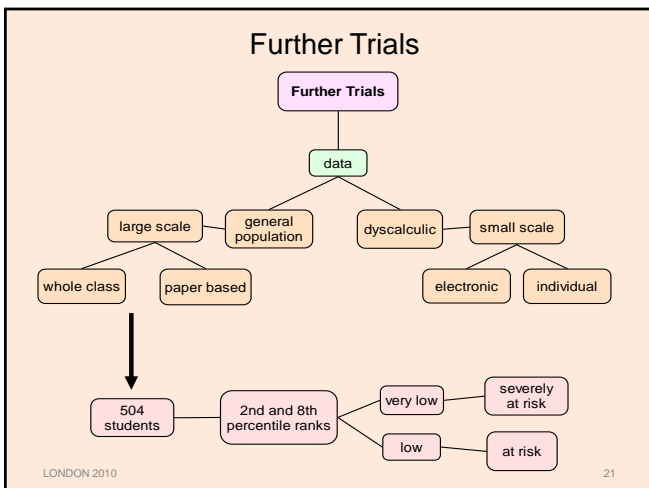 Further Trials
Further Trials
data
large scale
general
population
dyscalculic
small scale
whole class
paper based
electronic
individual
504
students
2nd and 8th
percentile ranks
very low
severely
at risk
low
at risk
LONDON 2010
21